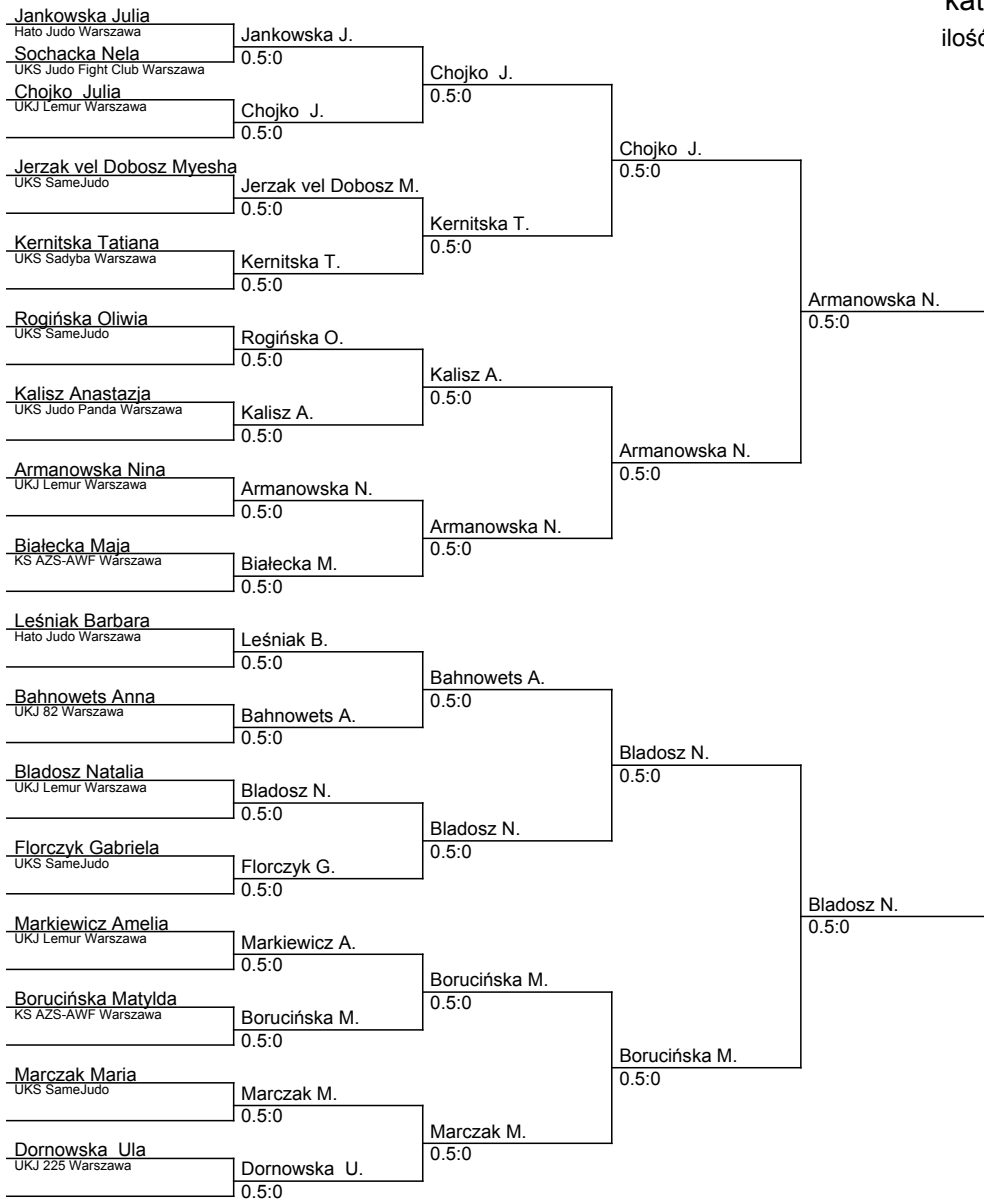 Jankowska Julia
Hato Judo Warszawa
Sochacka Nela
UKS Judo Fight Club Warszawa
Chojko Julia
UKJ Lemur Warszawa
Jerzak vel Dobosz Myesha
UKS SameJudo
Kernitska Tatiana
UKS Sadyba Warszawa
Rogińska Oliwia
UKS SameJudo
Kalisz Anastazja
UKS Judo Panda Warszawa
Armanowska Nina
UKJ Lemur Warszawa
Białecka Maja
KS AZS-AWF Warszawa
Leśniak Barbara
Hato Judo Warszawa
Bahnowets Anna
UKJ 82 Warszawa
Bladosz Natalia
UKJ Lemur Warszawa
Florczyk Gabriela
UKS SameJudo
Markiewicz Amelia
UKJ Lemur Warszawa
Borucińska Matylda
KS AZS-AWF Warszawa
Marczak Maria
UKS SameJudo
Dornowska Ula
UKJ 225 Warszawa
Jankowska J.
0.5:0
Chojko J.
0.5:0
Jerzak vel Dobosz M.
0.5:0
Kernitska T.
0.5:0
Rogińska O.
0.5:0
Kalisz A.
0.5:0
Armanowska N.
0.5:0
Białecka M.
0.5:0
Leśniak B.
0.5:0
Bahnowets A.
0.5:0
Bladosz N.
0.5:0
Florczyk G.
0.5:0
Markiewicz A.
0.5:0
Borucińska M.
0.5:0
Marczak M.
0.5:0
Dornowska U.
0.5:0
Chojko J.
0.5:0
Kernitska T.
0.5:0
Kalisz A.
0.5:0
Armanowska N.
0.5:0
Bahnowets A.
0.5:0
Bladosz N.
0.5:0
Borucińska M.
0.5:0
Marczak M.
0.5:0
Chojko J.
0.5:0
Armanowska N.
0.5:0
Bladosz N.
0.5:0
Borucińska M.
0.5:0
Armanowska N.
0.5:0
Bladosz N.
0.5:0
kat
ilość